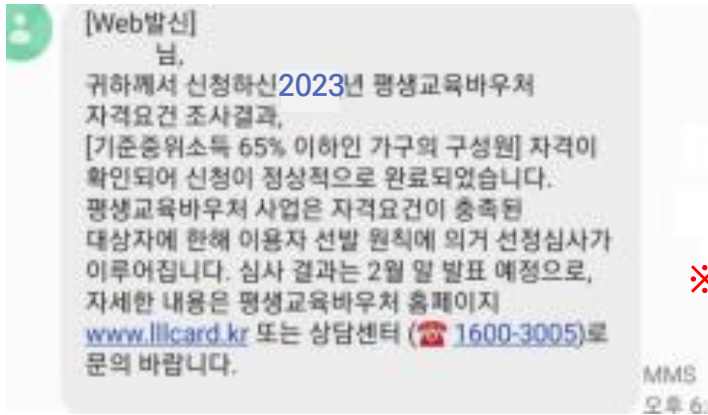 [Web발신]
님,
귀하께서 신청하신2023년 평생교육바우처
자격요건 조사결과,
[기준중위소득 65% 이하인 가구의 구성원] 자격이
확인되어 신청이 정상적으로 완료되었습니다.
평생교육바우처 사업은 자격요건이 충족된
대상자에 한해 이용자 선발 원칙에 의거 선정심사가
이루어집니다. 심사 결과는 2월 말 발표 예정으로,
자세한 내용은 평생교육바우처 홈페이지
www.lllcard.kr 또는 상담센터 (☎ 1600-3005)로
문의 바랍니다.
※
MMS
오후 6: